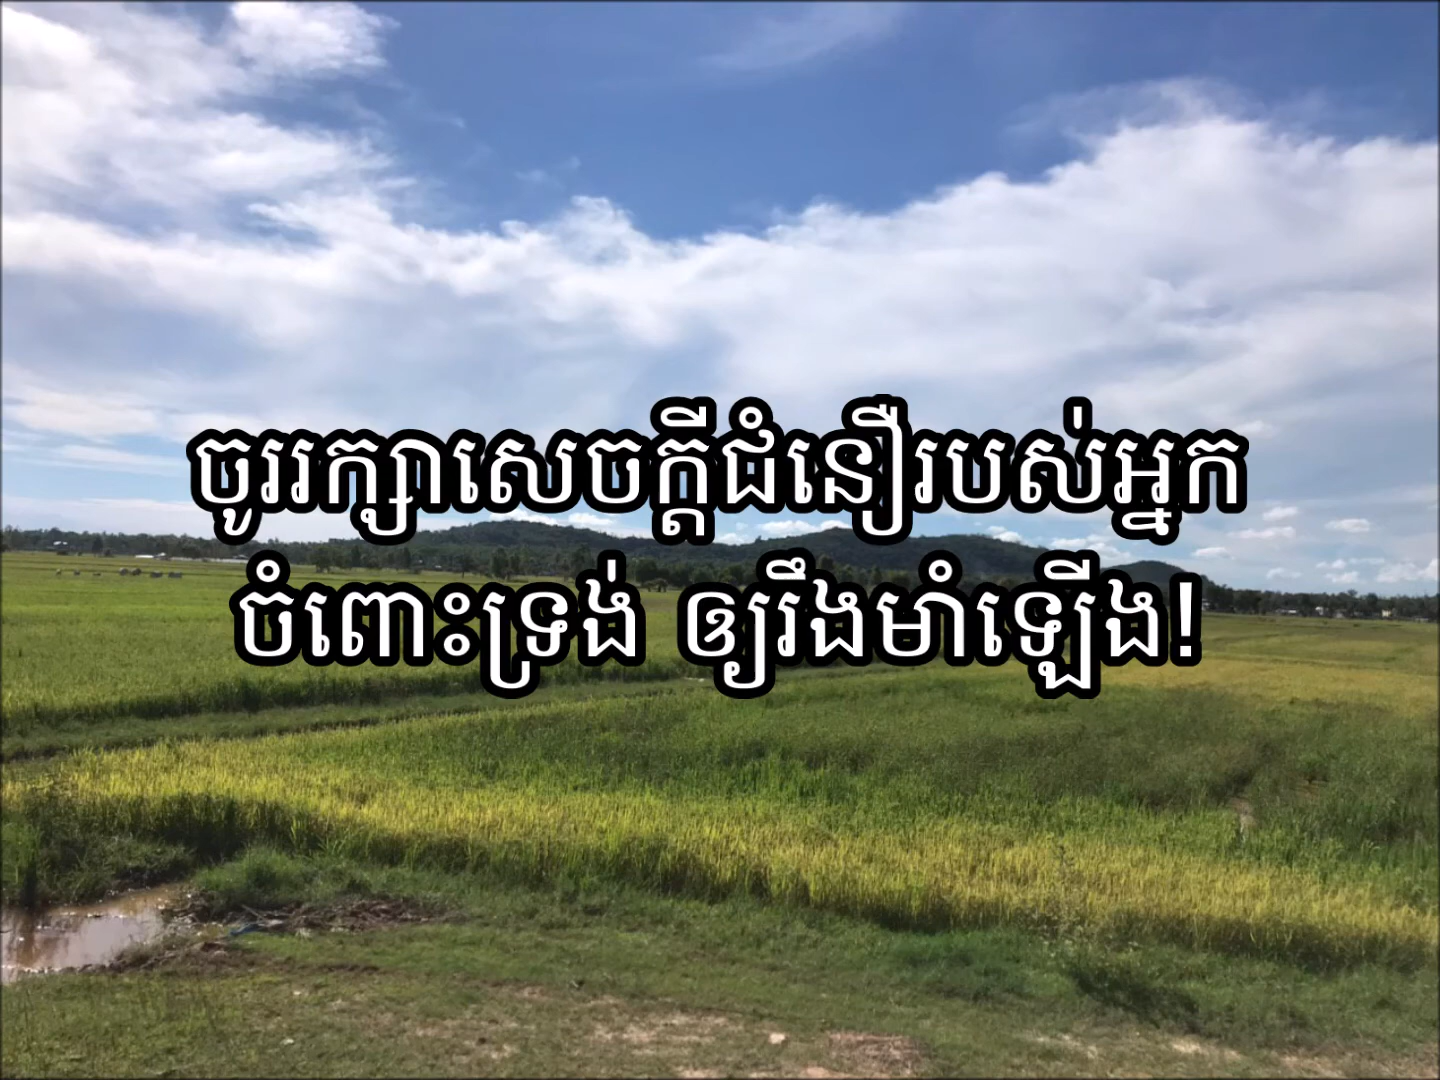 ចូររក្សាសេចក្ដីជំនឿរបស់អ្នក
ចំពោះទ្រង់ ឲ្យរឹងមាំឡើង!